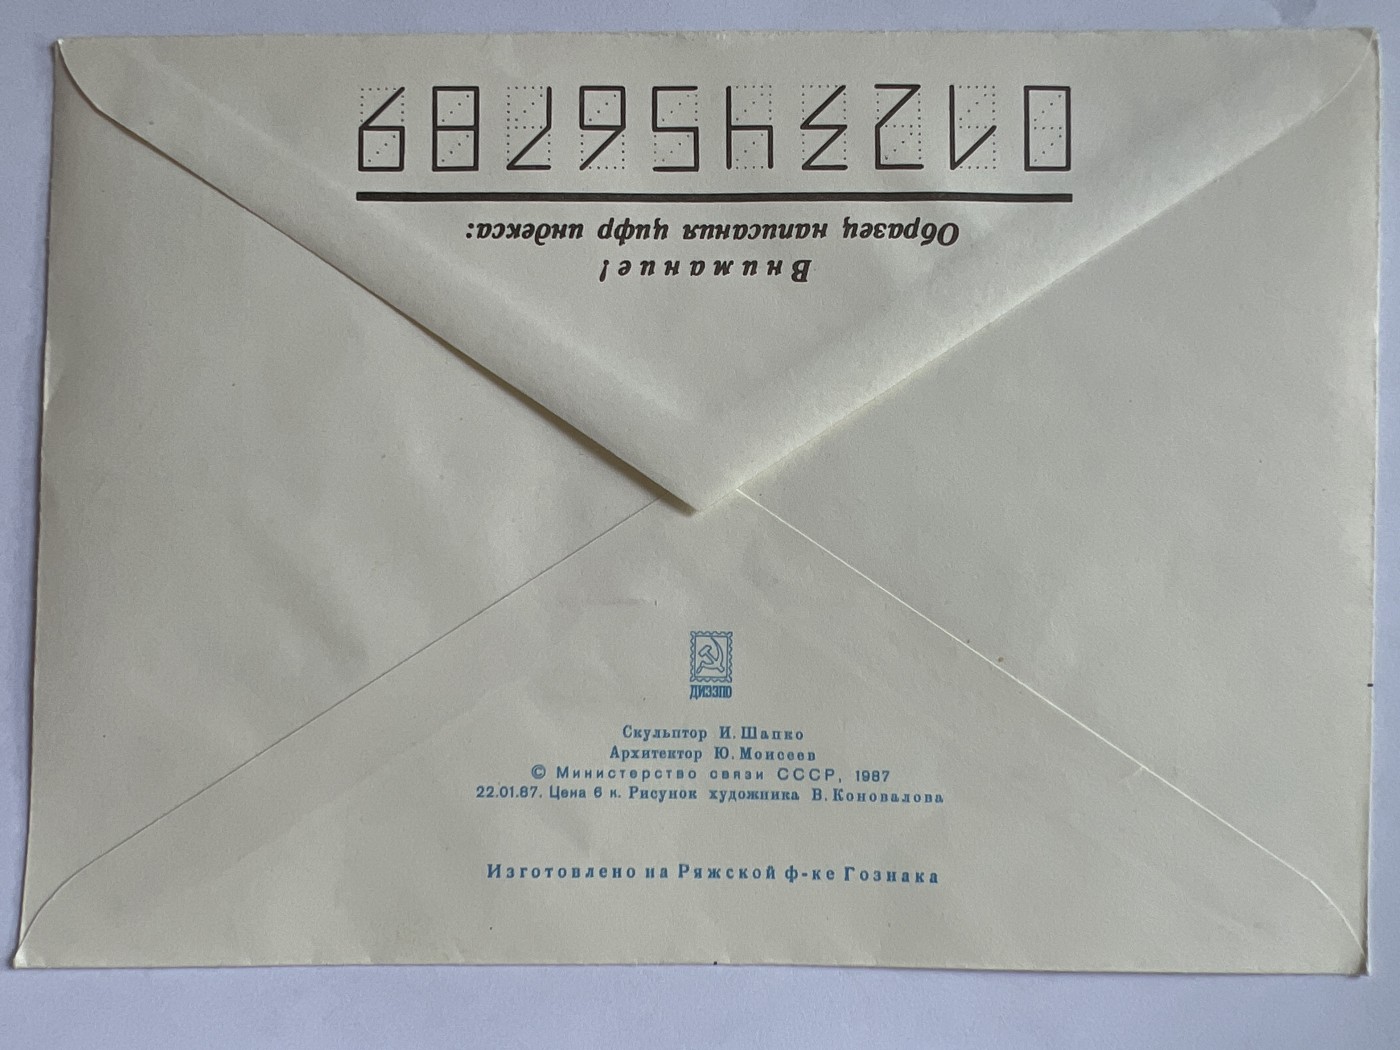 Внимание!
Образец написания цифр индекса:
0123456789
ДИЭЗПО
Скульптор И. Шапко
Архитектор Ю. Моисеев
© Министерство связи СССР, 1987
22.01.87. Цена 6 к. Рисунок художника В. Коновалова
Изготовлено на Ряжской ф-ке Гознака